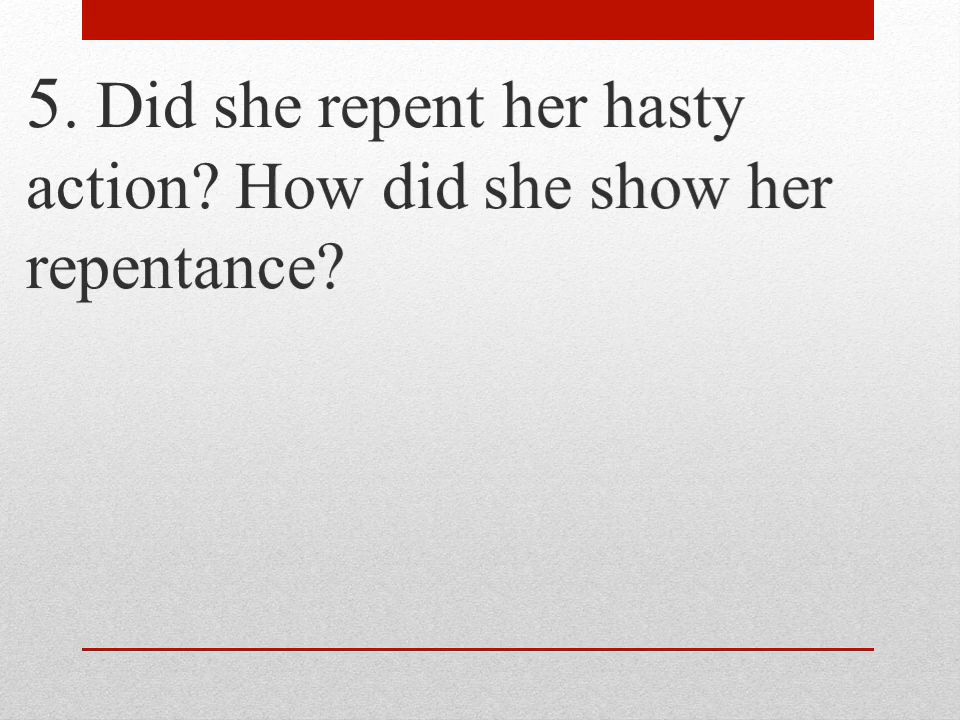 5. Did she repent her hasty
action? How did she show her
repentance?